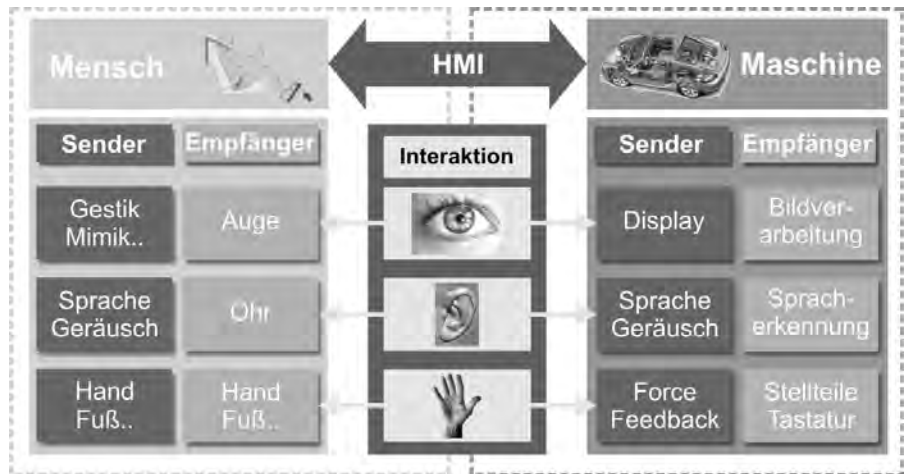 Mensch
HMI
Maschine
Sender
Empfänger
Interaktion
Sender
Empfänger
Gestik
Mimik..
Auge
Display
Bildver-
arbeitung
Sprache
Geräusch
Ohr
Sprache
Geräusch
Sprach-
erkennung
Hand
Fuß..
Hand
Fuß..
Force
Feedback
Stellteile
Tastatur